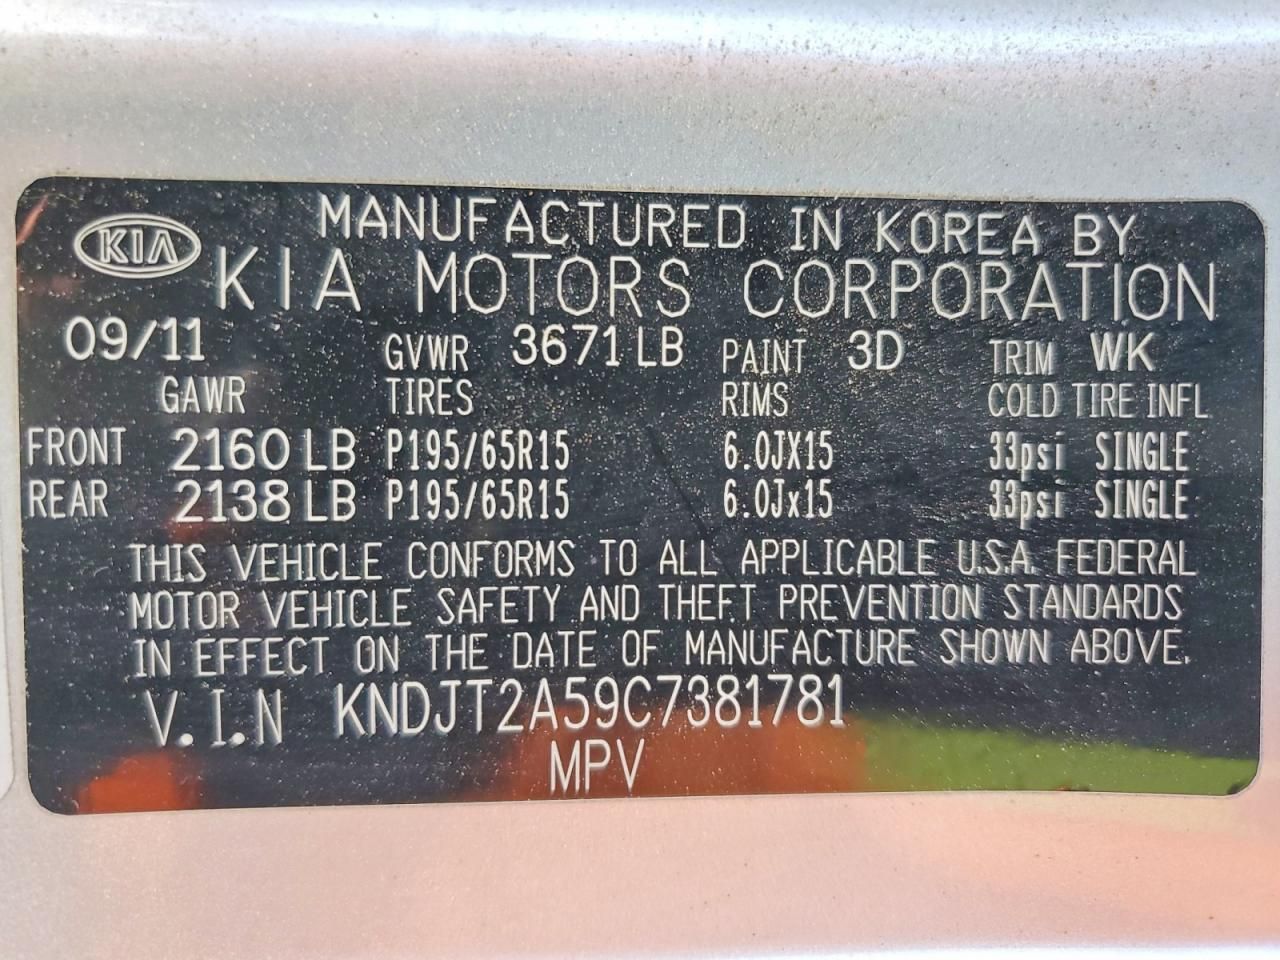 KIA
MANUFACTURED IN KOREA BY
KIA MOTORS CORPORATION
09/11 GVWR 3671 LB PAINT 3D TRIM WK
GAWR TIRES RIMS COLD TIRE INFL
FRONT 2160 LB P195/65R15 6.0JX15 33psi SINGLE
REAR 2138 LB P195/65R15 6.0Jx15 33psi SINGLE
THIS VEHICLE CONFORMS TO ALL APPLICABLE U.S.A. FEDERAL
MOTOR VEHICLE SAFETY AND THEFT PREVENTION STANDARDS
IN EFFECT ON THE DATE OF MANUFACTURE SHOWN ABOVE.
V.I.N KNDJT2A59C7381781
MPV